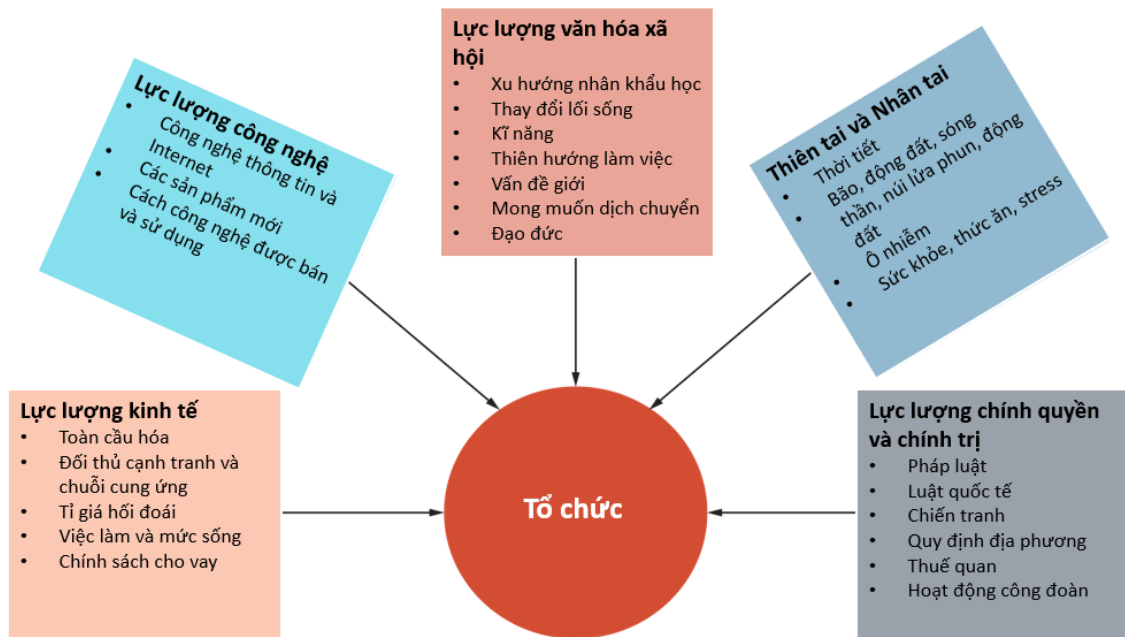 Lực lượng công nghệ
• Công nghệ thông tin và
Internet
• Các sản phẩm mới
• Cách công nghệ được bán
và sử dụng
Lực lượng văn hóa xã
hội
• Xu hướng nhân khẩu học
• Thay đổi lối sống
• Kĩ năng
• Thiên hướng làm việc
• Vấn đề giới
• Mong muốn dịch chuyển
• Đạo đức
Thiên tai và Nhân tai
• Thời tiết
• Bão, động đất, sóng
thần, núi lửa phun, động
đất
• Ô nhiễm
• Sức khỏe, thức ăn, stress
Lực lượng kinh tế
• Toàn cầu hóa
• Đối thủ cạnh tranh và
chuỗi cung ứng
• Tỉ giá hối đoái
• Việc làm và mức sống
• Chính sách cho vay
Tổ chức
Lực lượng chính quyền
và chính trị
• Pháp luật
• Luật quốc tế
• Chiến tranh
• Quy định địa phương
• Thuế quan
• Hoạt động công đoàn